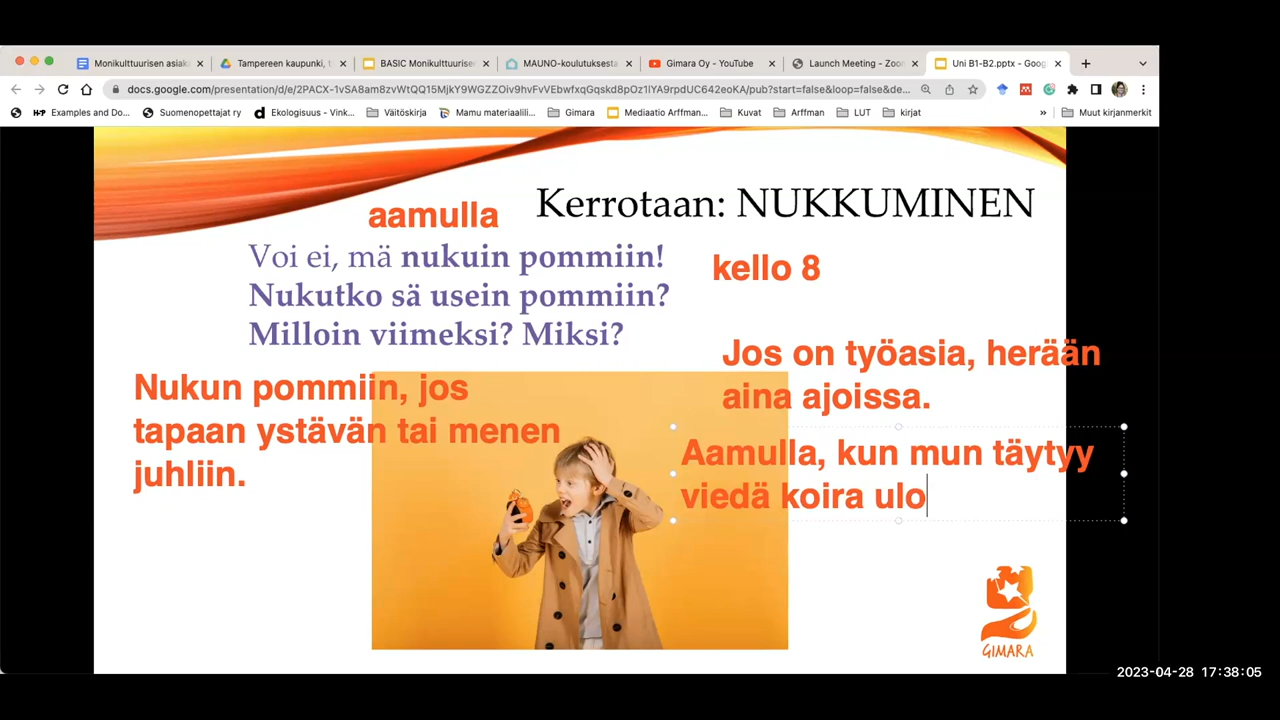 Monikulttuurisen asiak
Tampereen kaupunki, t
BASIC Monikulttuurise
MAUNO-koulutuksesta
Gimara Oy - YouTube
Launch Meeting - Zoo
Uni B1-B2.pptx - Goog
docs.google.com/presentation/d/e/2PACX-1vSA8am8zvWtQQ15MjkY9WGZZOiv9hvFvVEbwfxqGqskd8pOz1lYA9rpdUC642eoKA/pub?start=false&loop=false&de...
Examples and Do...
Suomenopettajat ry
Ekologisuus - Vink...
Väitöskirja
Mamu materiaalili...
Gimara
Mediaatio Arffman...
Kuvat
Arffman
LUT
kirjat
»
Muut kirjanmerkit
Kerrotaan: NUKKUMINEN
aamulla
Voi ei, mä nukuin pommiin!
Nukutko sä usein pommiin?
Milloin viimeksi? Miksi?
kello 8
Jos on työasia, herään
aina ajoissa.
Nukun pommiin, jos
tapaan ystävän tai menen
juhliin.
Aamulla, kun mun täytyy
viedä koira ulo
GIMARA
2023-04-28 17:38:05